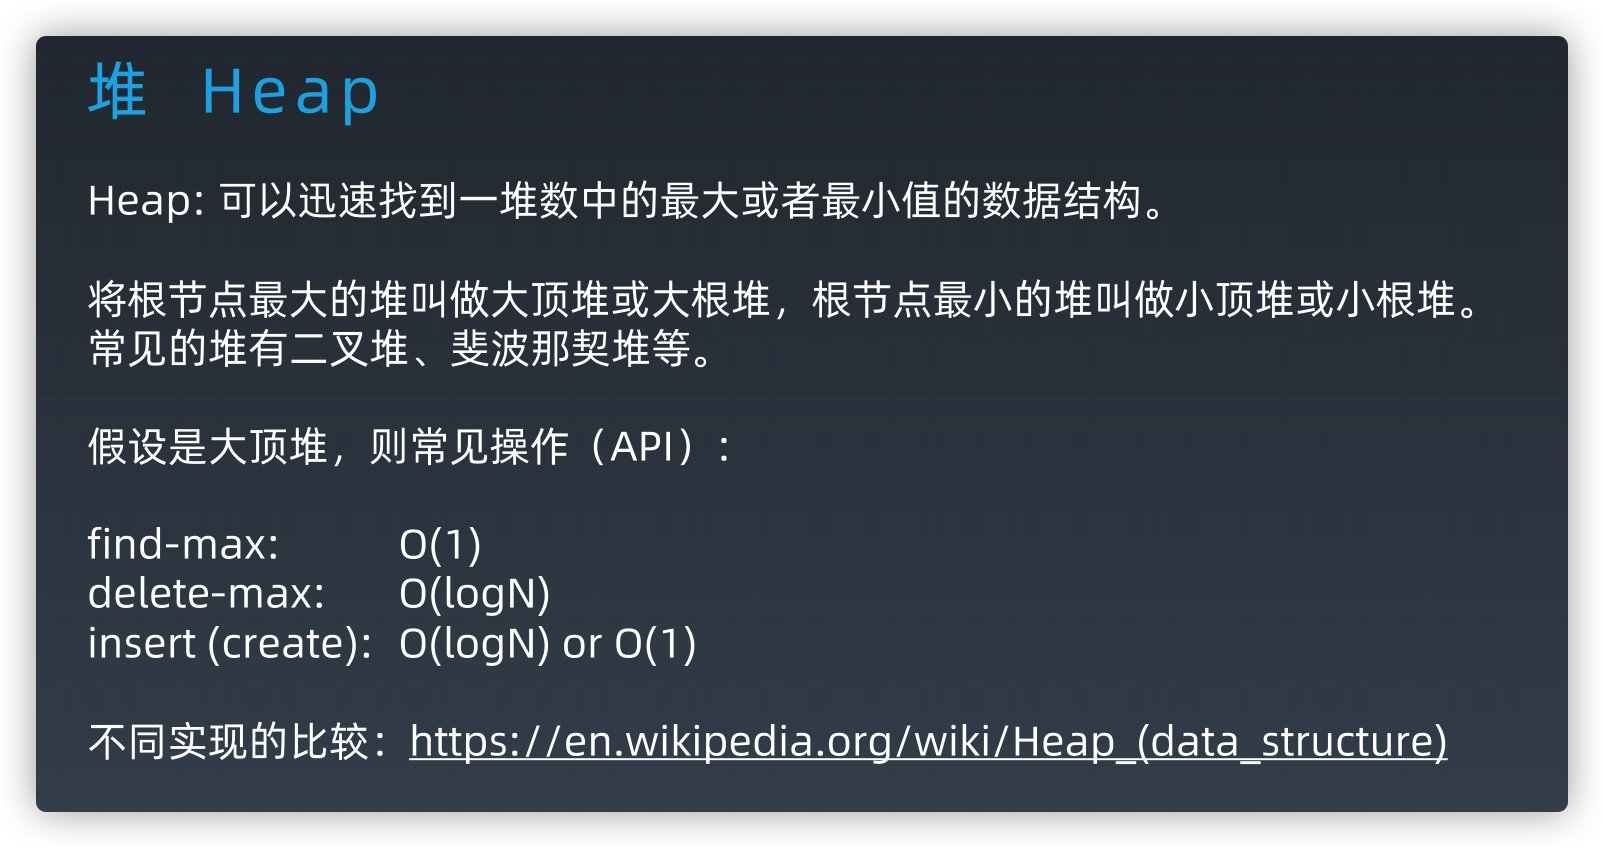 堆 Heap
Heap: 可以迅速找到一堆数中的最大或者最小值的数据结构。
将根节点最大的堆叫做大顶堆或大根堆，根节点最小的堆叫做小顶堆或小根堆。
常见的堆有二叉堆、斐波那契堆等。
假设是大顶堆，则常见操作（API）：
find-max: O(1)
delete-max: O(logN)
insert (create): O(logN) or O(1)
不同实现的比较：https://en.wikipedia.org/wiki/Heap_(data_structure)